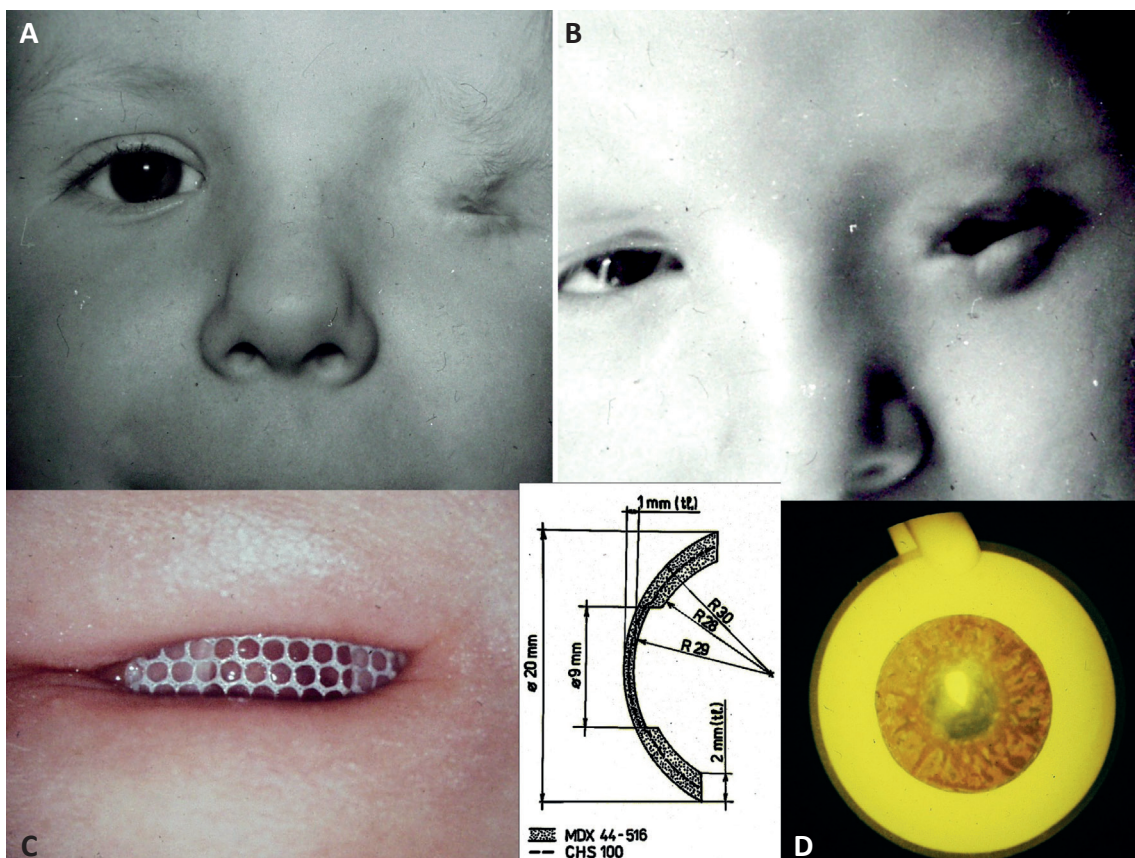 A
B
1 mm (tl.)
ø 20 mm
ø 9 mm
R 30
R 28
R 29
2 mm (tl.)
MDX 44-516
CHS 100
C
D